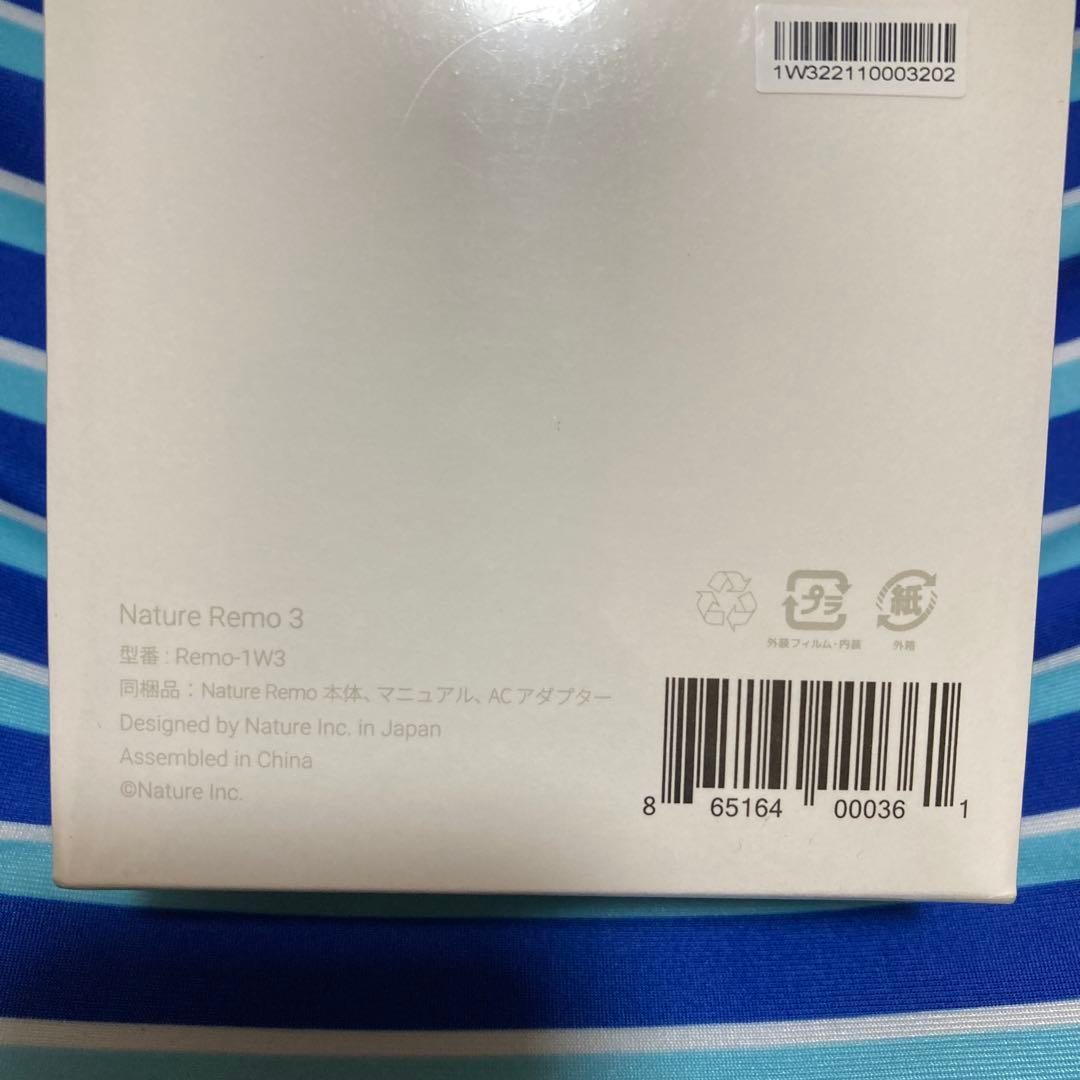 1W322110003202
Nature Remo 3
型番 : Remo-1W3
同梱品：Nature Remo 本体、マニュアル、AC アダプター
Designed by Nature Inc. in Japan
Assembled in China
©Nature Inc.
プラ
外装フィルム・内装
紙
外箱
8 65164 00036 1